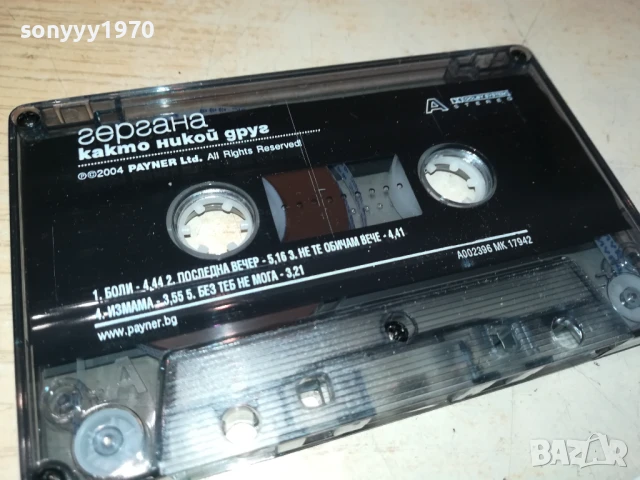 sonyyy1970
гергана
както никой друг
℗©2004 PAYNER Ltd. All Rights Reserved!
A DOLBY SYSTEM
STEREO
1. БОЛИ - 4,44 2. ПОСЛЕДНА ВЕЧЕР - 5,16 3. НЕ ТЕ ОБИЧАМ ВЕЧЕ - 4,41
4. ИЗМАМА - 3,55 5. БЕЗ ТЕБ НЕ МОГА - 3,21
A002396 MK 17942
www.payner.bg
A
BAZAR